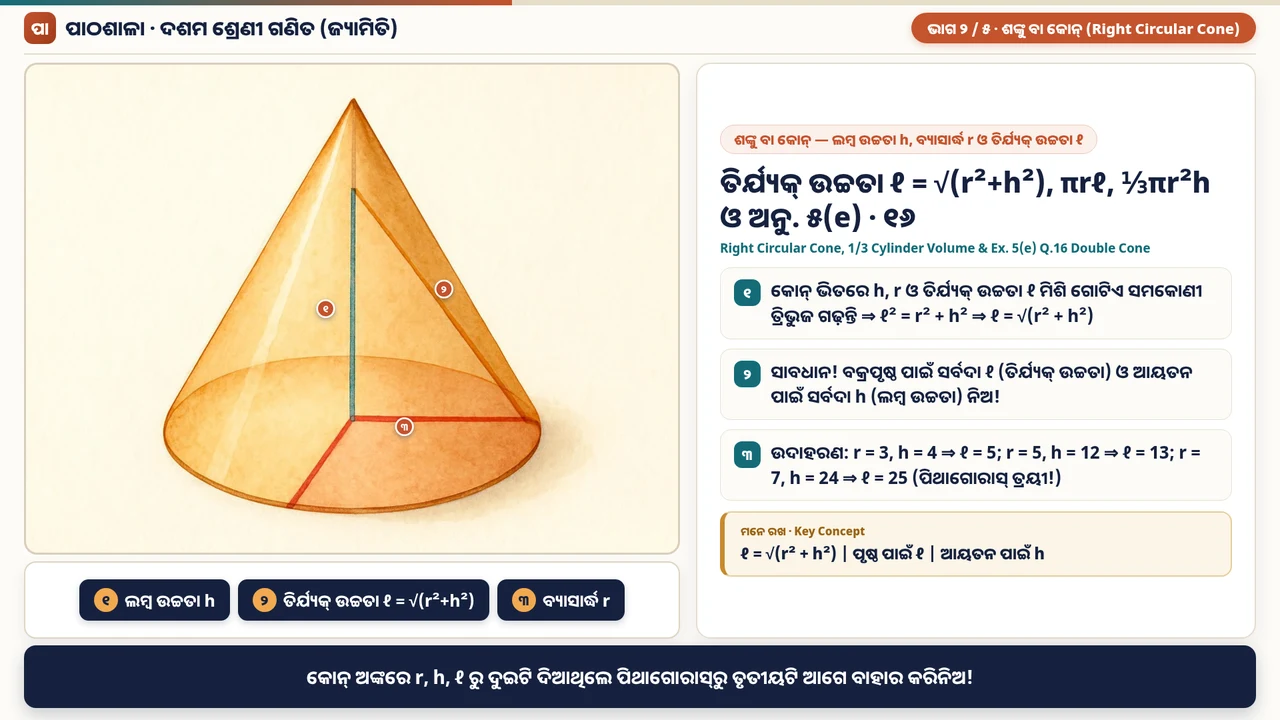 ପା ପାଠଶାଳା · ଦଶମ ଶ୍ରେଣୀ ଗଣିତ (ଜ୍ୟାମିତି)
ଭାଗ ୨ / ୫ · ଶଙ୍କୁ ବା କୋନ୍ (Right Circular Cone)
୧
୨
୩
୧ ଲମ୍ବ ଉଚ୍ଚତା h
୨ ତିର୍ଯ୍ୟକ୍ ଉଚ୍ଚତା ℓ = √(r²+h²)
୩ ବ୍ୟାସାର୍ଦ୍ଧ r
ଶଙ୍କୁ ବା କୋନ୍ — ଲମ୍ବ ଉଚ୍ଚତା h, ବ୍ୟାସାର୍ଦ୍ଧ r ଓ ତିର୍ଯ୍ୟକ୍ ଉଚ୍ଚତା ℓ
ତିର୍ଯ୍ୟକ୍ ଉଚ୍ଚତା ℓ = √(r²+h²), πrℓ, ⅓πr²h
ଓ ଅନୁ. ୫(e) · ୧୬
Right Circular Cone, 1/3 Cylinder Volume & Ex. 5(e) Q.16 Double Cone
୧ କୋନ୍ ଭିତରେ h, r ଓ ତିର୍ଯ୍ୟକ୍ ଉଚ୍ଚତା ℓ ମିଶି ଗୋଟିଏ ସମକୋଣୀ
ତ୍ରିଭୁଜ ଗଢ଼ନ୍ତି ⇒ ℓ² = r² + h² ⇒ ℓ = √(r² + h²)
୨ ସାବଧାନ! ବକ୍ରପୃଷ୍ଠ ପାଇଁ ସର୍ବଦା ℓ (ତିର୍ଯ୍ୟକ୍ ଉଚ୍ଚତା) ଓ ଆୟତନ
ପାଇଁ ସର୍ବଦା h (ଲମ୍ବ ଉଚ୍ଚତା) ନିଅ!
୩ ଉଦାହରଣ: r = 3, h = 4 ⇒ ℓ = 5; r = 5, h = 12 ⇒ ℓ = 13; r =
7, h = 24 ⇒ ℓ = 25 (ପିଥାଗୋରାସ୍ ତ୍ରୟୀ!)
ମନେ ରଖ · Key Concept
ℓ = √(r² + h²) | ପୃଷ୍ଠ ପାଇଁ ℓ | ଆୟତନ ପାଇଁ h
କୋନ୍ ଅଙ୍କରେ r, h, ℓ ରୁ ଦୁଇଟି ଦିଆଥିଲେ ପିଥାଗୋରାସ୍‌ରୁ ତୃତୀୟଟି ଆଗେ ବାହାର କରିନିଅ!